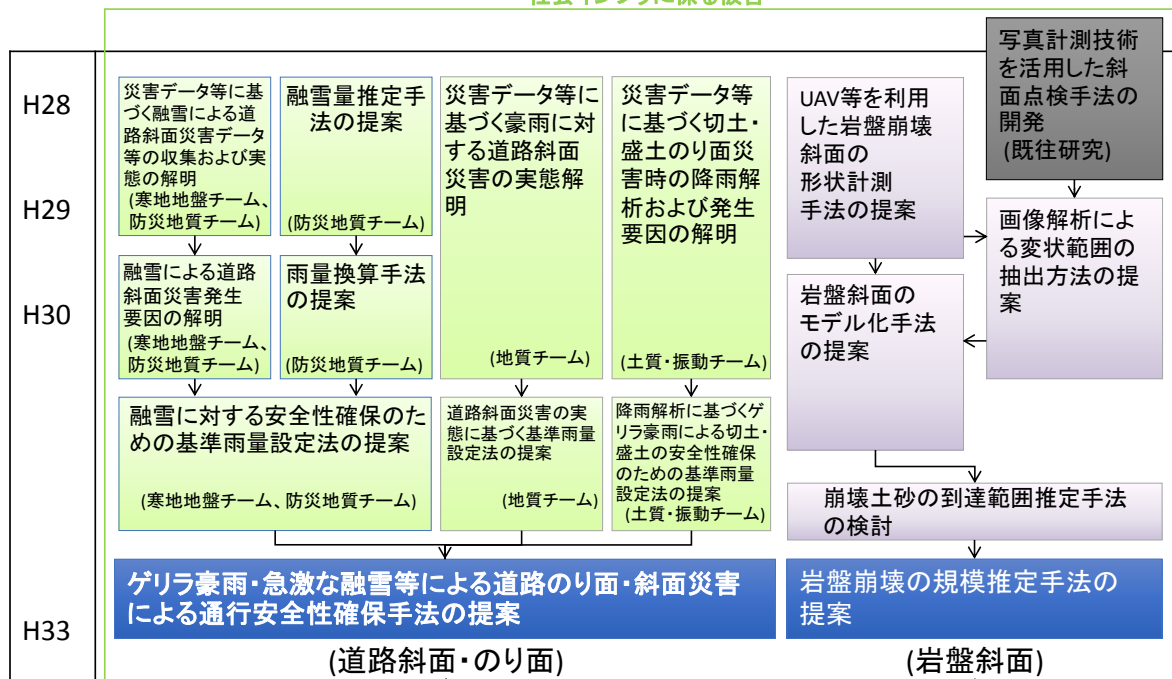 H28
H29
H30
H33
災害データ等に基
づく融雪による道
路斜面災害データ
等の収集および実
態の解明
(寒地地盤チーム、
防災地質チーム)
融雪量推定手
法の提案
(防災地質チーム)
災害データ等に
基づく豪雨に対
する道路斜面
災害の実態解
明
(地質チーム)
災害データ等
に基づく切土・
盛土のり面災
害時の降雨解
析および発生
要因の解明
(土質・振動チーム)
融雪による道路
斜面災害発生
要因の解明
(寒地地盤チーム、
防災地質チーム)
雨量換算手法
の提案
(防災地質チーム)
融雪に対する安全性確保のた
めの基準雨量設定法の提案
(寒地地盤チーム、防災地質チーム)
道路斜面災害の実
態に基づく基準雨量
設定法の提案
(地質チーム)
降雨解析に基づくゲ
リラ豪雨による切土・
盛土の安全性確保
のための基準雨量
設定法の提案
(土質・振動チーム)
ゲリラ豪雨・急激な融雪等による道路のり面・斜面災害
による通行安全性確保手法の提案
(道路斜面・のり面)
UAV等を利用
した岩盤崩壊
斜面の
形状計測
手法の提案
写真計測技術
を活用した斜
面点検手法の
開発
(既往研究)
画像解析によ
る変状範囲の
抽出方法の提
案
岩盤斜面の
モデル化手法
の提案
崩壊土砂の到達範囲推定手法
の検討
岩盤崩壊の規模推定手法の
提案
(岩盤斜面)